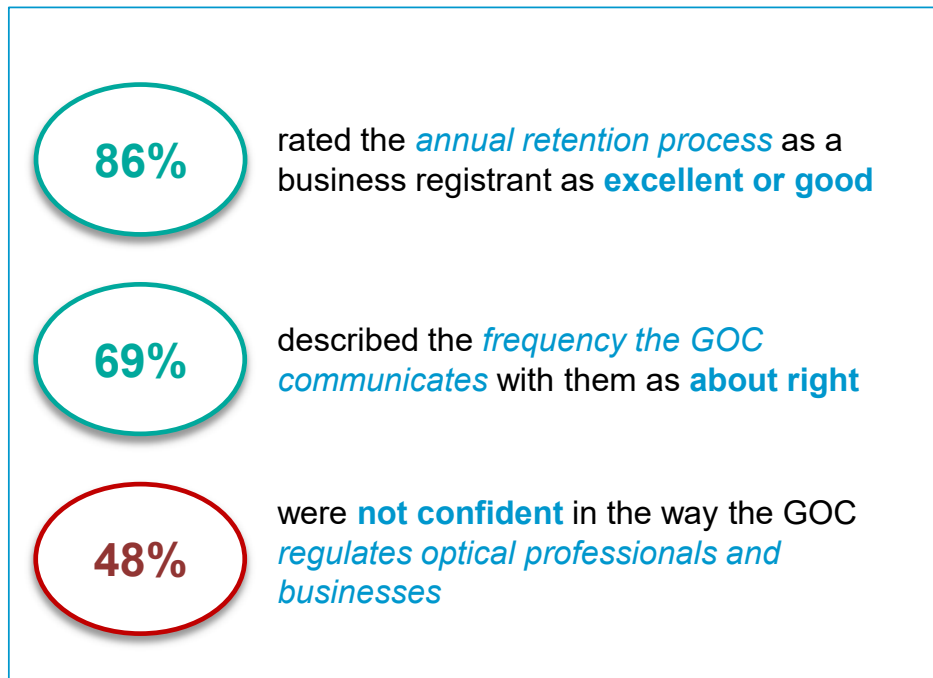 86%
rated the annual retention process as a
business registrant as excellent or good
69%
described the frequency the GOC
communicates with them as about right
48%
were not confident in the way the GOC
regulates optical professionals and
businesses